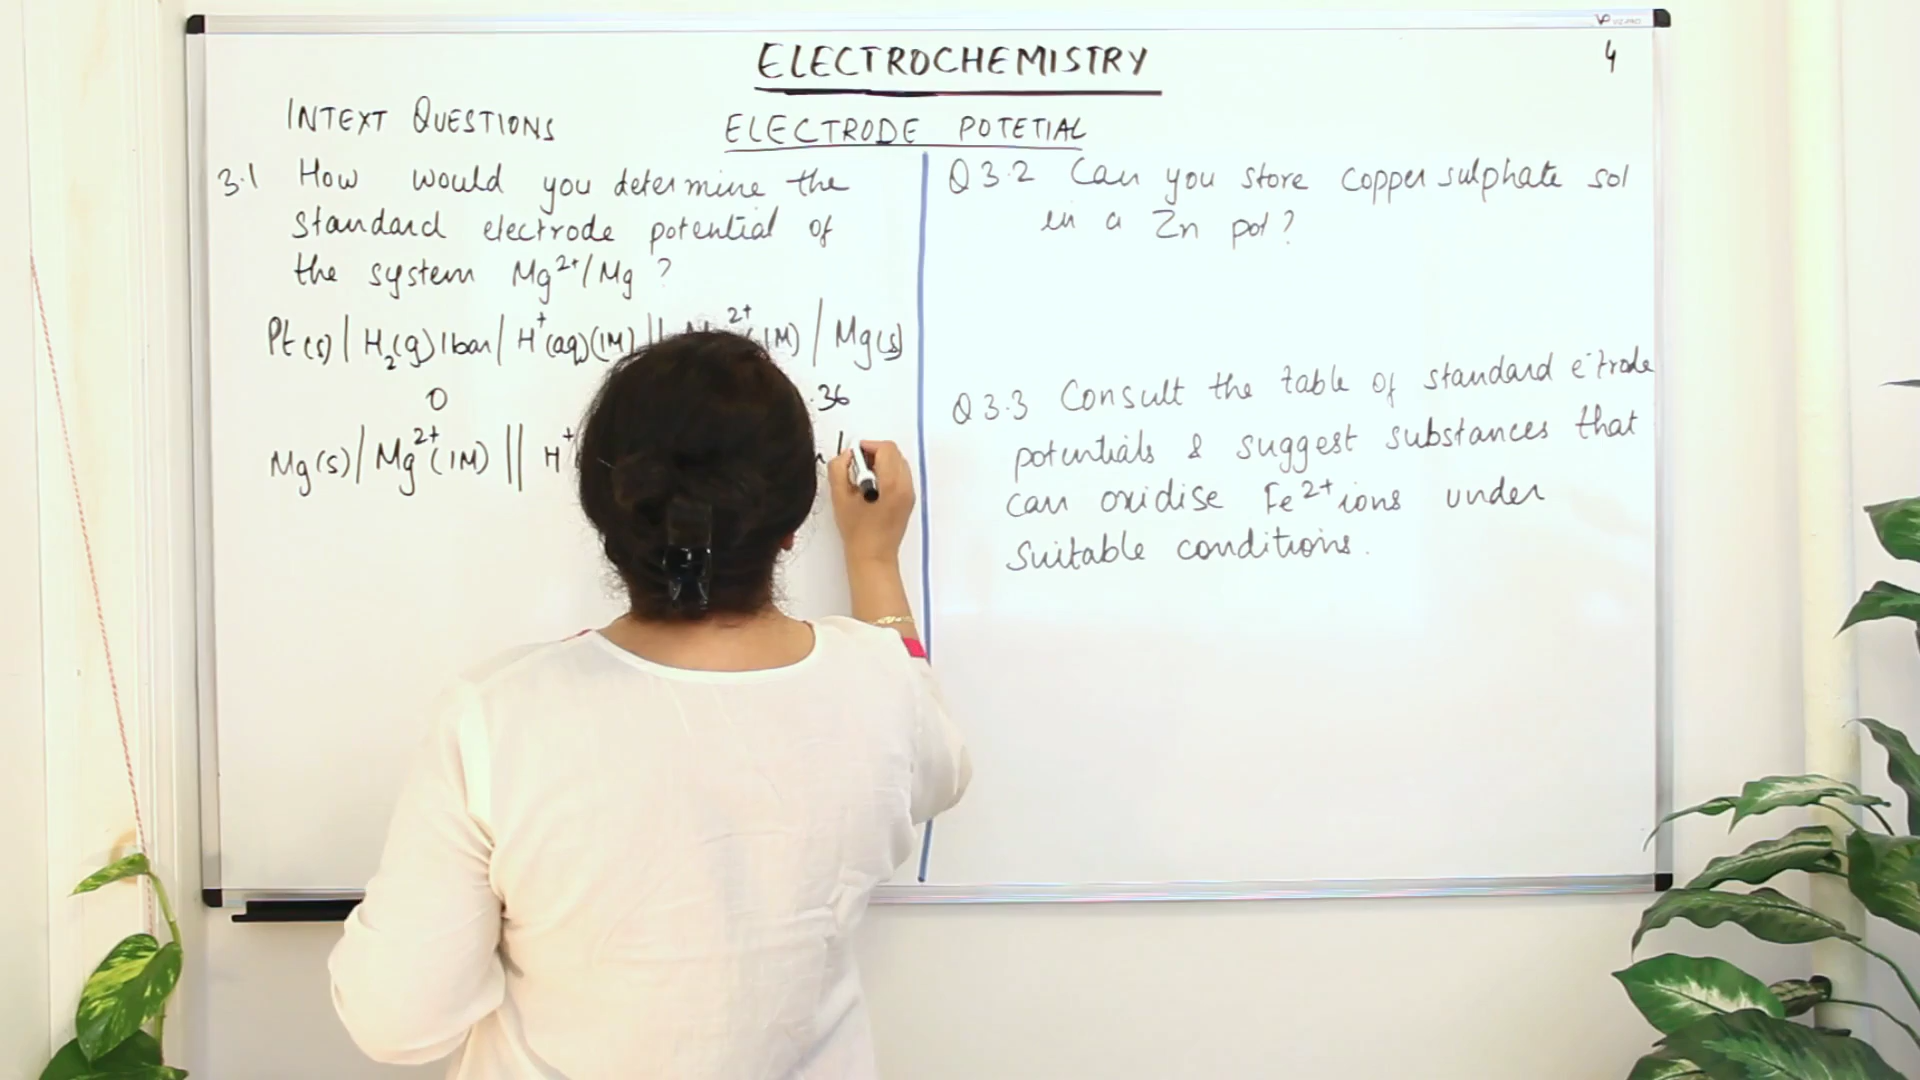 ELECTROCHEMISTRY
4
INTEXT QUESTIONS
ELECTRODE POTETIAL
3.1 How would you determine the
standard electrode potential of
the system Mg²⁺/Mg ?
Pt(s) | H₂(g) 1bar / H⁺(aq)(1M) || 2+ 1M) / Mg(s)
0 .36
Mg(s) / Mg²⁺(1M) || H⁺
Q 3.2 Can you store copper sulphate sol
in a Zn pot?
Q 3.3 Consult the table of standard e⁻trode
potentials & suggest substances that
can oxidise Fe²⁺ ions under
suitable conditions.